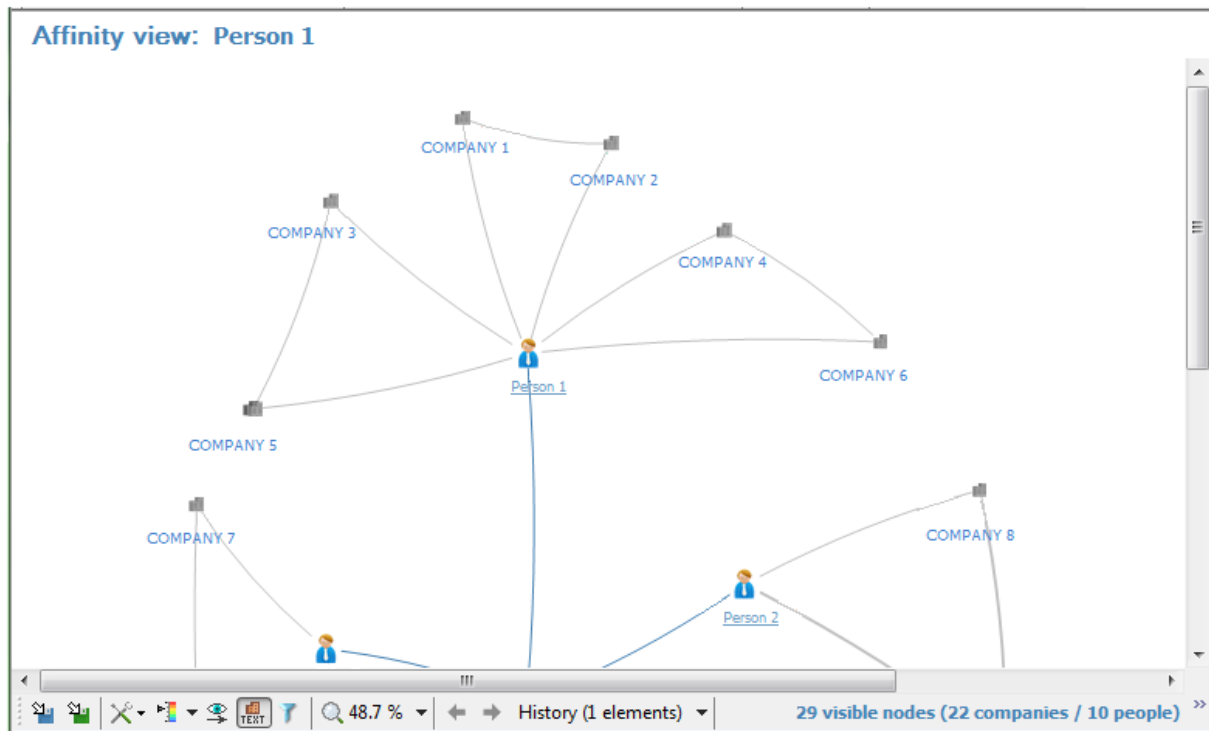 Affinity view: Person 1
COMPANY 1
COMPANY 2
COMPANY 3
COMPANY 4
Person 1
COMPANY 6
COMPANY 5
COMPANY 7
COMPANY 8
Person 2
TEXT 48.7 % History (1 elements) 29 visible nodes (22 companies / 10 people) »